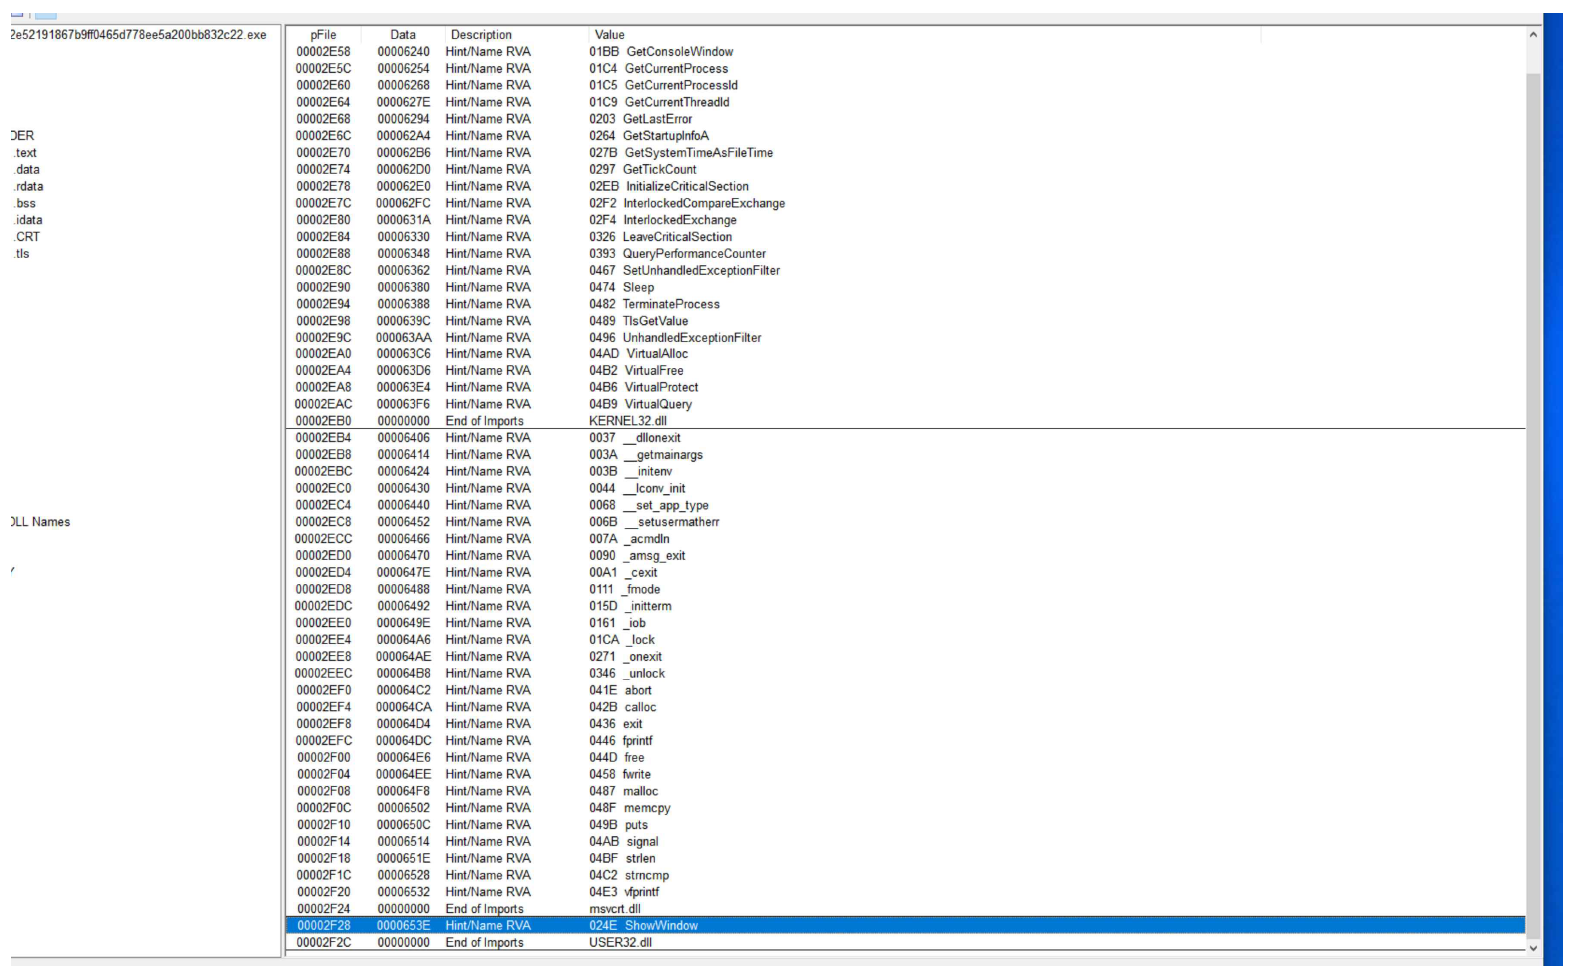 2e52191867b9ff0465d778ee5a200bb832c22.exe
DER
.text
.data
.rdata
.bss
.idata
.CRT
.tls
DLL Names
pFile Data Description Value
00002E58 00006240 Hint/Name RVA 01BB GetConsoleWindow
00002E5C 00006254 Hint/Name RVA 01C4 GetCurrentProcess
00002E60 00006268 Hint/Name RVA 01C5 GetCurrentProcessId
00002E64 0000627E Hint/Name RVA 01C9 GetCurrentThreadId
00002E68 00006294 Hint/Name RVA 0203 GetLastError
00002E6C 000062A4 Hint/Name RVA 0264 GetStartupInfoA
00002E70 000062B6 Hint/Name RVA 027B GetSystemTimeAsFileTime
00002E74 000062D0 Hint/Name RVA 0297 GetTickCount
00002E78 000062E0 Hint/Name RVA 02EB InitializeCriticalSection
00002E7C 000062FC Hint/Name RVA 02F2 InterlockedCompareExchange
00002E80 0000631A Hint/Name RVA 02F4 InterlockedExchange
00002E84 00006330 Hint/Name RVA 0326 LeaveCriticalSection
00002E88 00006348 Hint/Name RVA 0393 QueryPerformanceCounter
00002E8C 00006362 Hint/Name RVA 0467 SetUnhandledExceptionFilter
00002E90 00006380 Hint/Name RVA 0474 Sleep
00002E94 00006388 Hint/Name RVA 0482 TerminateProcess
00002E98 0000639C Hint/Name RVA 0489 TlsGetValue
00002E9C 000063AA Hint/Name RVA 0496 UnhandledExceptionFilter
00002EA0 000063C6 Hint/Name RVA 04AD VirtualAlloc
00002EA4 000063D6 Hint/Name RVA 04B2 VirtualFree
00002EA8 000063E4 Hint/Name RVA 04B6 VirtualProtect
00002EAC 000063F6 Hint/Name RVA 04B9 VirtualQuery
00002EB0 00000000 End of Imports KERNEL32.dll
00002EB4 00006406 Hint/Name RVA 0037 __dllonexit
00002EB8 00006414 Hint/Name RVA 003A __getmainargs
00002EBC 00006424 Hint/Name RVA 003B __initenv
00002EC0 00006430 Hint/Name RVA 0044 __lconv_init
00002EC4 00006440 Hint/Name RVA 0068 __set_app_type
00002EC8 00006452 Hint/Name RVA 006B __setusermatherr
00002ECC 00006466 Hint/Name RVA 007A _acmdln
00002ED0 00006470 Hint/Name RVA 0090 _amsg_exit
00002ED4 0000647E Hint/Name RVA 00A1 _cexit
00002ED8 00006488 Hint/Name RVA 0111 _fmode
00002EDC 00006492 Hint/Name RVA 015D _initterm
00002EE0 0000649E Hint/Name RVA 0161 _iob
00002EE4 000064A6 Hint/Name RVA 01CA _lock
00002EE8 000064AE Hint/Name RVA 0271 _onexit
00002EEC 000064B8 Hint/Name RVA 0346 _unlock
00002EF0 000064C2 Hint/Name RVA 041E abort
00002EF4 000064CA Hint/Name RVA 042B calloc
00002EF8 000064D4 Hint/Name RVA 0436 exit
00002EFC 000064DC Hint/Name RVA 0446 fprintf
00002F00 000064E6 Hint/Name RVA 044D free
00002F04 000064EE Hint/Name RVA 0458 fwrite
00002F08 000064F8 Hint/Name RVA 0487 malloc
00002F0C 00006502 Hint/Name RVA 048F memcpy
00002F10 0000650C Hint/Name RVA 049B puts
00002F14 00006514 Hint/Name RVA 04AB signal
00002F18 0000651E Hint/Name RVA 04BF strlen
00002F1C 00006528 Hint/Name RVA 04C2 strncmp
00002F20 00006532 Hint/Name RVA 04E3 vfprintf
00002F24 00000000 End of Imports msvcrt.dll
00002F28 0000653E Hint/Name RVA 024E ShowWindow
00002F2C 00000000 End of Imports USER32.dll